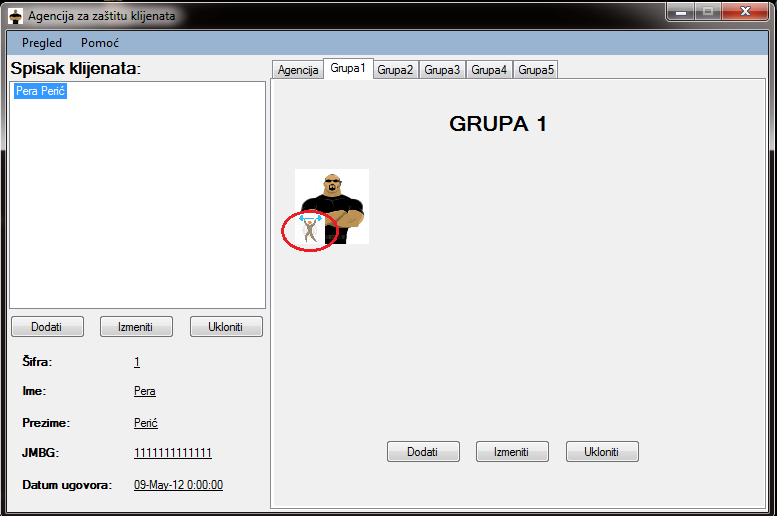 Agencija za zaštitu klijenata
Pregled Pomoć
Spisak klijenata:
Pera Perić
Dodati Izmeniti Ukloniti
Šifra: 1
Ime: Pera
Prezime: Perić
JMBG: 1111111111111
Datum ugovora: 09-May-12 0:00:00
Agencija Grupa1 Grupa2 Grupa3 Grupa4 Grupa5
GRUPA 1
Dodati Izmeniti Ukloniti